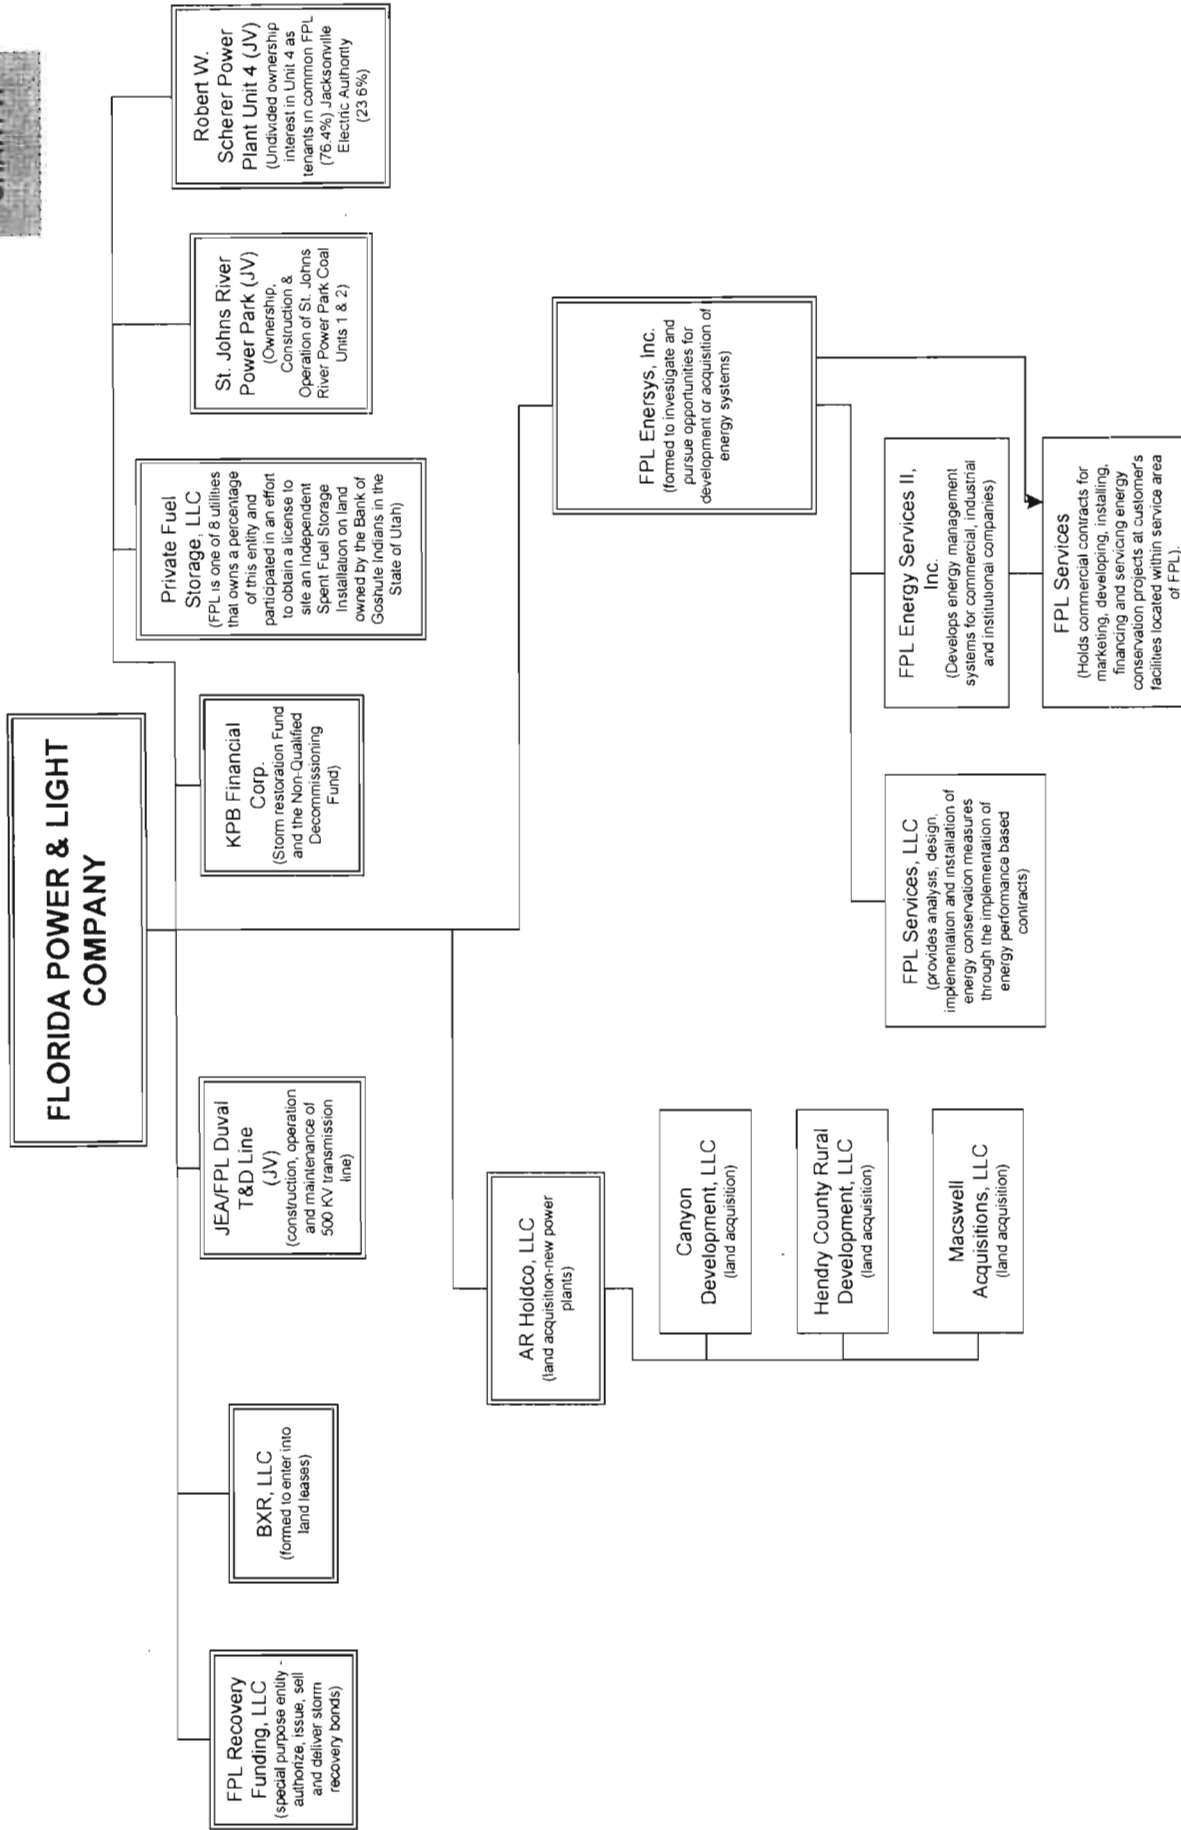 FLORIDA POWER & LIGHT
COMPANY
FPL Recovery
Funding, LLC
(special purpose entity -
authorize, issue, sell
and deliver storm
recovery bonds)
BXR, LLC
(formed to enter into
land leases)
JEA/FPL Duval
T&D Line
(JV)
(construction, operation
and maintenance of
500 KV transmission
line)
KPB Financial
Corp.
(Storm restoration Fund
and the Non-Qualified
Decommissioning
Fund)
Private Fuel
Storage, LLC
(FPL is one of 8 utilities
that owns a percentage
of this entity and
participated in an effort
to obtain a license to
site an Independent
Spent Fuel Storage
Installation on land
owned by the Bank of
Goshute Indians in the
State of Utah)
St. Johns River
Power Park (JV)
(Ownership,
Construction &
Operation of St. Johns
River Power Park Coal
Units 1 & 2)
Robert W.
Scherer Power
Plant Unit 4 (JV)
(Undivided ownership
interest in Unit 4 as
tenants in common FPL
(76.4%) Jacksonville
Electric Authority
(23 6%)
AR Holdco, LLC
(land acquisition-new power
plants)
Canyon
Development, LLC
(land acquisition)
Hendry County Rural
Development, LLC
(land acquisition)
Macswell
Acquisitions, LLC
(land acquisition)
FPL Enersys, Inc.
(formed to investigate and
pursue opportunities for
development or acquisition of
energy systems)
FPL Services, LLC
(provides analysis, design,
implementation and installation of
energy conservation measures
through the implementation of
energy performance based
contracts)
FPL Energy Services II,
Inc.
(Develops energy management
systems for commercial, industrial
and institutional companies)
FPL Services
(Holds commercial contracts for
marketing, developing, installing,
financing and servicing energy
conservation projects at customer's
facilities located within service area
of FPL).